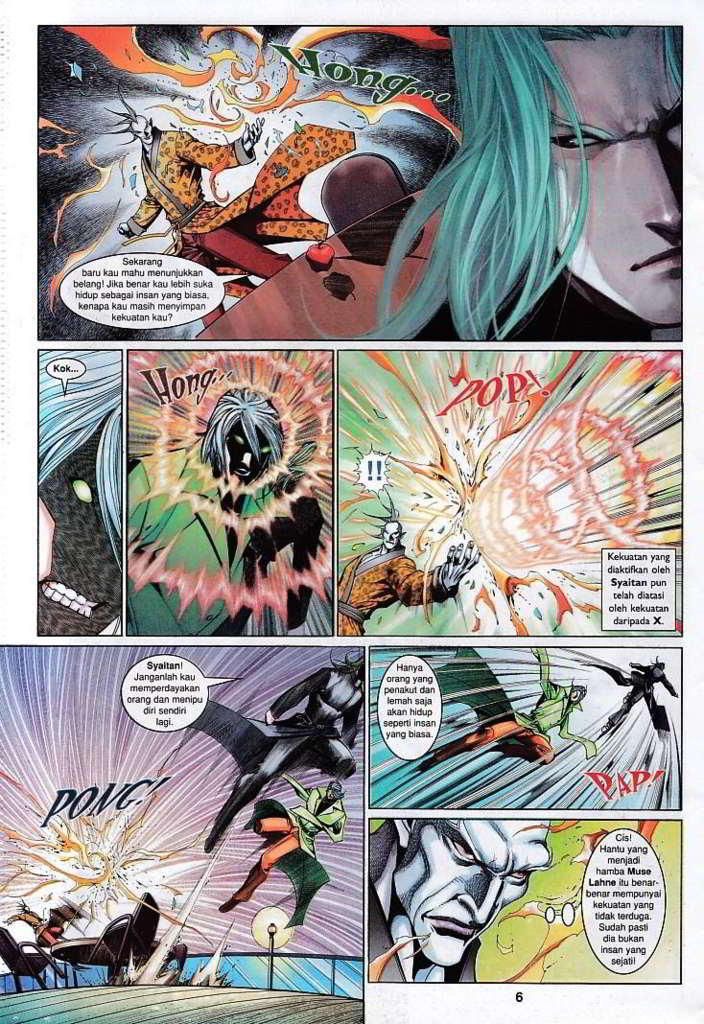 Hong...
Sekarang
baru kau mahu menunjukkan
belang! Jika benar kau lebih suka
hidup sebagai insan yang biasa,
kenapa kau masih menyimpan
kekuatan kau?
Kok...
Hong...
POP!
!!
Kekuatan yang
diaktifkan oleh
Syaitan pun
telah diatasi
oleh kekuatan
daripada X.
Syaitan!
Janganlah kau
memperdayakan
orang dan menipu
diri sendiri
lagi.
PONG!
Hanya
orang yang
penakut dan
lemah saja
akan hidup
seperti insan
yang biasa.
PAP!
Cis!
Hantu yang
menjadi
hamba Muse
Lahne itu benar-
benar mempunyai
kekuatan yang
tidak terduga.
Sudah pasti
dia bukan
insan yang
sejati!
6